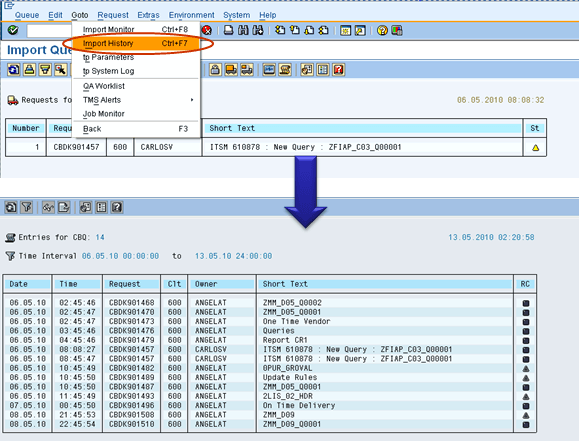 Queue Edit Goto Request Extras Environment System Help
Import Monitor Ctrl+F8
Import History Ctrl+F7
tp Parameters
tp System Log
QA Worklist
TMS Alerts
Job Monitor
Back F3
Import Que
Requests fo
06.05.2010 08:08:32
Number Requ Short Text St
1 CBDK901457 600 CARLOSV ITSM 610878 : New Query : ZFIAP_C03_Q00001
Entries for CBQ: 14 13.05.2010 02:20:58
Time Interval 06.05.10 00:00:00 to 13.05.10 24:00:00
Date Time Request Clt Owner Short Text RC
06.05.10 02:45:46 CBDK901468 600 ANGELAT ZMM_D05_Q0002
06.05.10 02:45:47 CBDK901470 600 ANGELAT ZMM_D05_Q0001
06.05.10 02:45:47 CBDK901473 600 ANGELAT One Time Vendor
06.05.10 03:45:46 CBDK901476 600 ANGELAT Queries
06.05.10 04:45:46 CBDK901479 600 ANGELAT Report CR1
06.05.10 08:08:27 CBDK901457 600 CARLOSV ITSM 610878 : New Query : ZFIAP_C03_Q00001
06.05.10 08:45:47 CBDK901457 600 CARLOSV ITSM 610878 : New Query : ZFIAP_C03_Q00001
06.05.10 10:45:49 CBDK901482 600 ANGELAT 0PUR_GROVAL
06.05.10 10:45:50 CBDK901489 600 ANGELAT Update Rules
06.05.10 10:45:50 CBDK901487 600 ANGELAT ZMM_D05_Q0001
06.05.10 11:45:49 CBDK901493 600 ANGELAT 2LIS_02_HDR
07.05.10 00:45:50 CBDK901496 600 ANGELAT On Time Delivery
08.05.10 21:45:53 CBDK901508 600 ANGELAT ZMM_D09
08.05.10 22:45:54 CBDK901510 600 ANGELAT ZMM_D09_Q0001